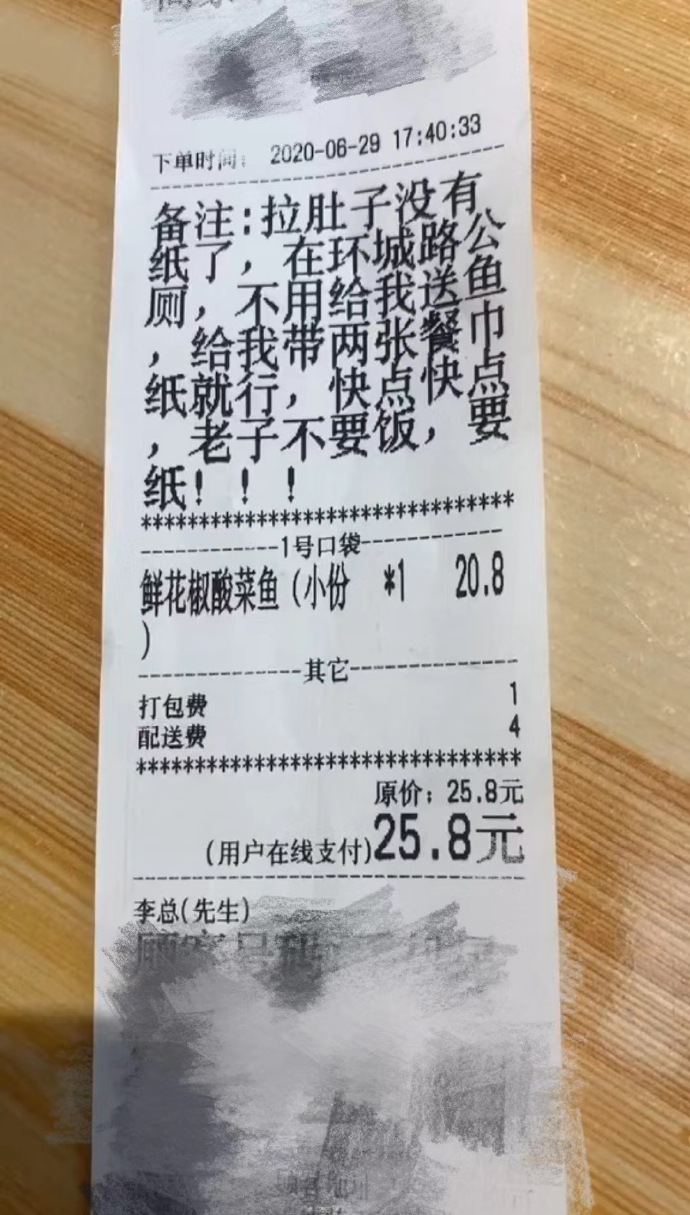 下单时间: 2020-06-29 17:40:33
备注:拉肚子没有
纸了, 在环城路公
厕, 不用给我送鱼
, 给我带两张餐巾
纸就行, 快点快点
, 老子不要饭, 要
纸! ! !
********************************
------------1号口袋------------
鲜花椒酸菜鱼(小份 *1 20.8
)
--------------其它--------------
打包费 1
配送费 4
********************************
原价: 25.8元
(用户在线支付)25.8元
李总(先生)